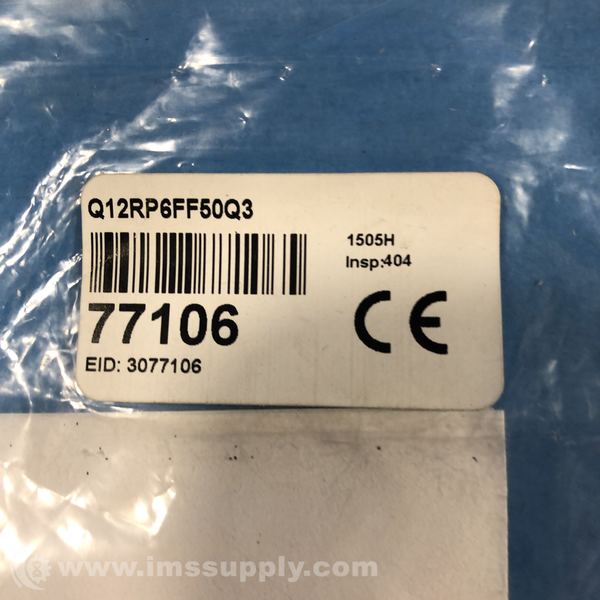 Q12RP6FF50Q3
1505H
Insp:404
77106
CE
EID: 3077106
www.imssupply.com